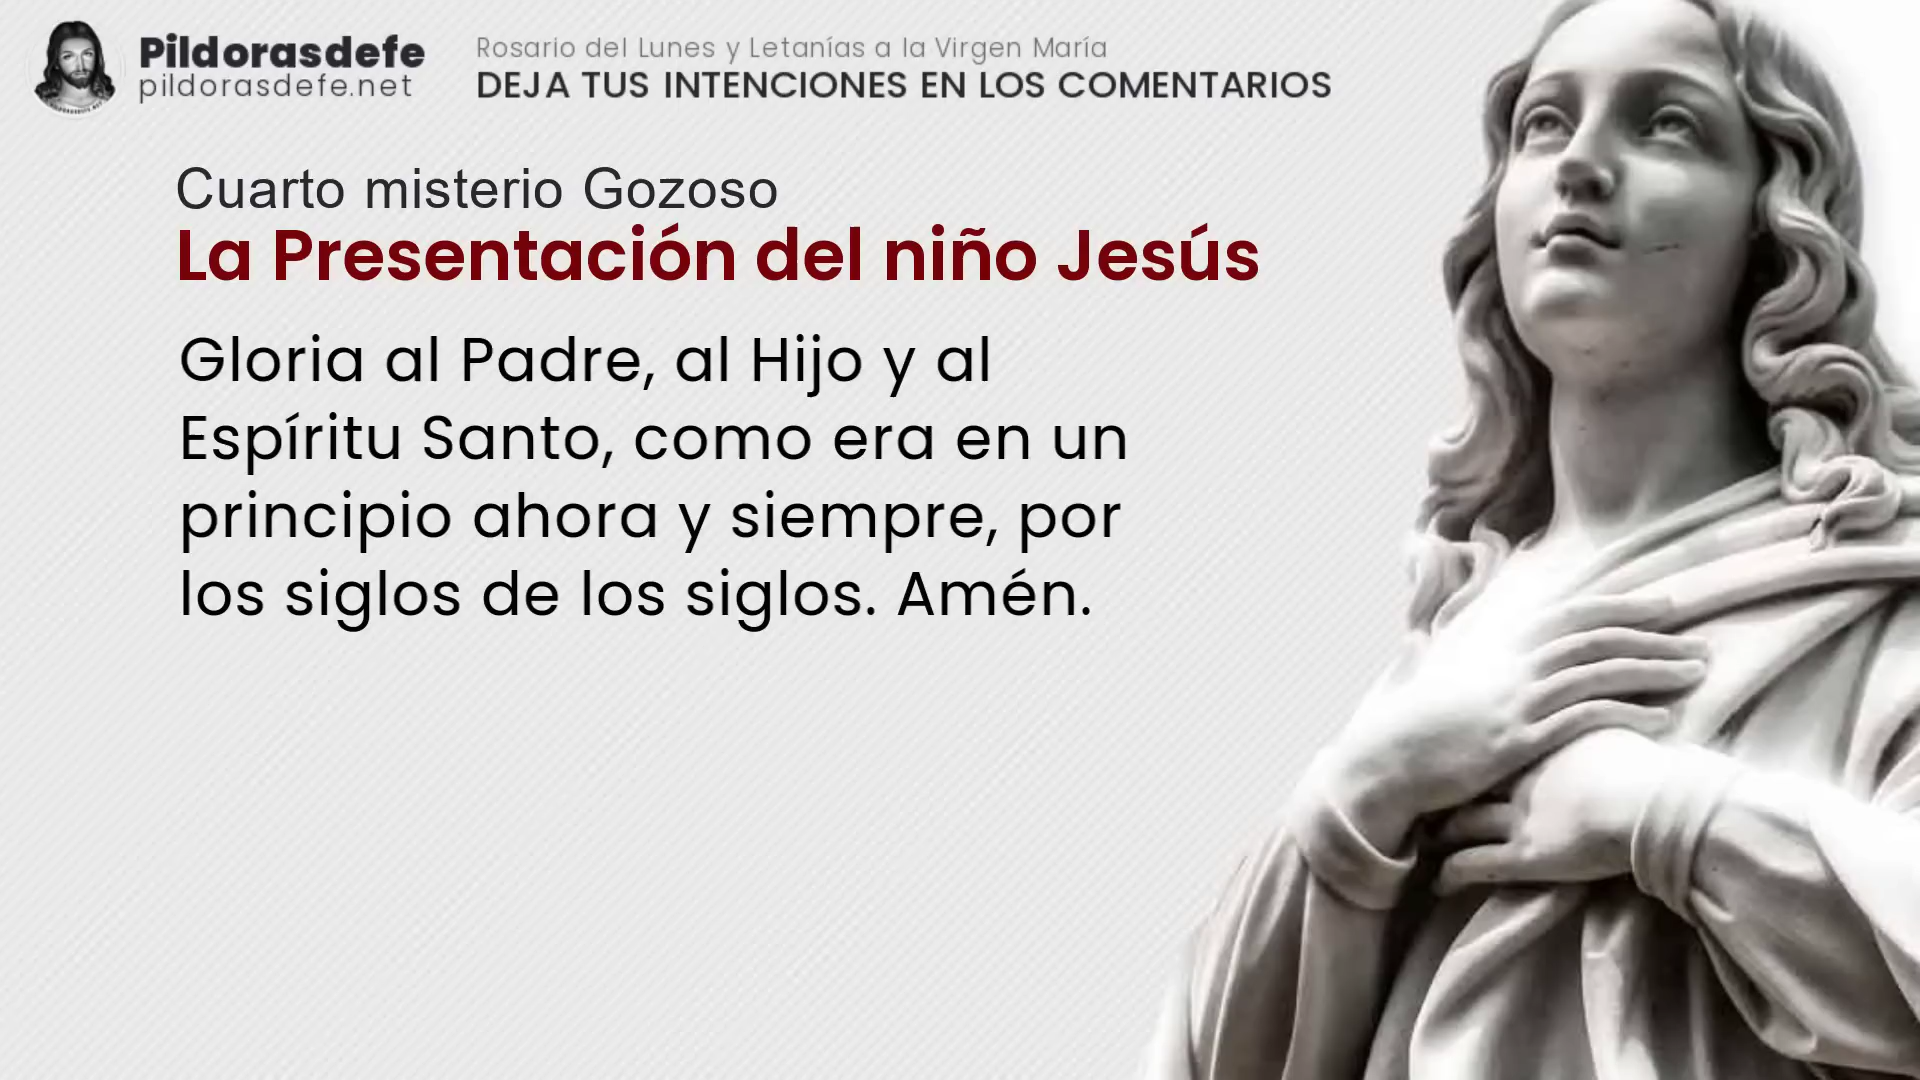 Pildorasdefe
pildorasdefe.net
Rosario del Lunes y Letanías a la Virgen María
DEJA TUS INTENCIONES EN LOS COMENTARIOS
Cuarto misterio Gozoso
La Presentación del niño Jesús
Gloria al Padre, al Hijo y al
Espíritu Santo, como era en un
principio ahora y siempre, por
los siglos de los siglos. Amén.